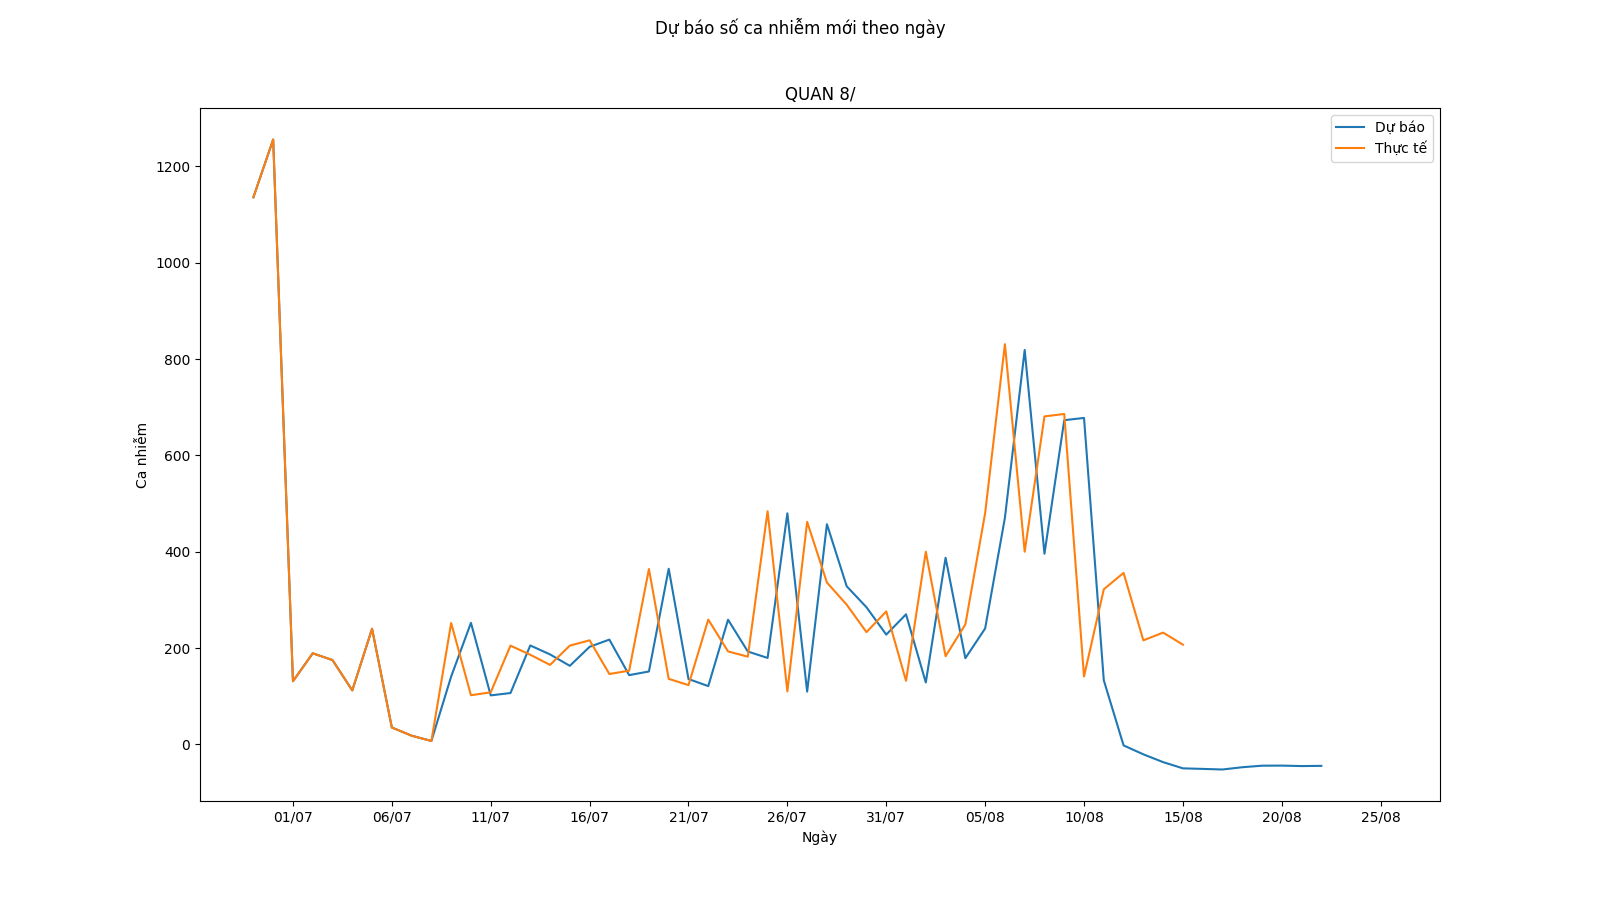 Dự báo số ca nhiễm mới theo ngày
QUAN 8/
Dự báo
Thực tế
1200
1000
800
600
400
200
0
Ca nhiễm
01/07 06/07 11/07 16/07 21/07 26/07 31/07 05/08 10/08 15/08 20/08 25/08
Ngày